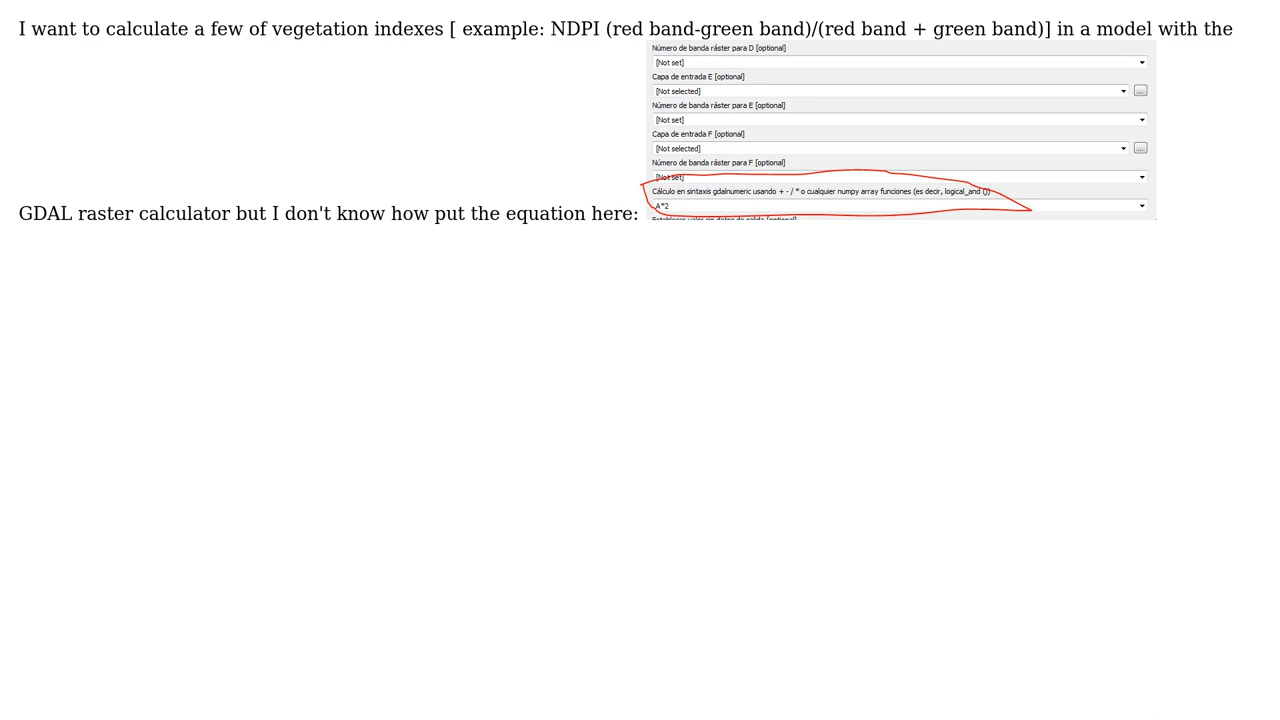 I want to calculate a few of vegetation indexes [ example: NDPI (red band-green band)/(red band + green band)] in a model with the
Número de banda ráster para D [optional]
[Not set]
Capa de entrada E [optional]
[Not selected]
...
Número de banda ráster para E [optional]
[Not set]
Capa de entrada F [optional]
[Not selected]
...
Número de banda ráster para F [optional]
[Not set]
Cálculo en sintaxis gdalnumeric usando + - / * o cualquier numpy array funciones (es decir, logical_and ())
GDAL raster calculator but I don't know how put the equation here:
A*2